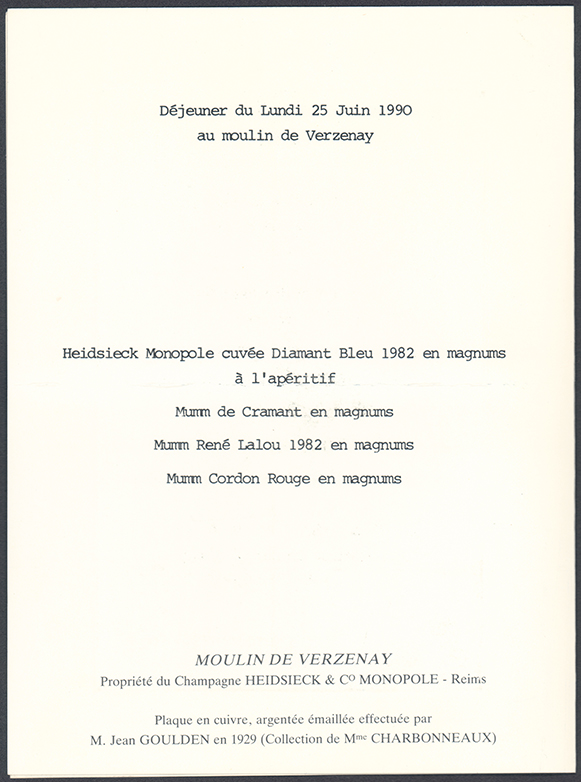 Déjeuner du Lundi 25 Juin 1990
au moulin de Verzenay
Heidsieck Monopole cuvée Diamant Bleu 1982 en magnums
à l'apéritif
Mumm de Cramant en magnums
Mumm René Lalou 1982 en magnums
Mumm Cordon Rouge en magnums
MOULIN DE VERZENAY
Propriété du Champagne HEIDSIECK & Cº MONOPOLE - Reims
Plaque en cuivre, argentée émaillée effectuée par
M. Jean GOULDEN en 1929 (Collection de Mᵐᵉ CHARBONNEAUX)